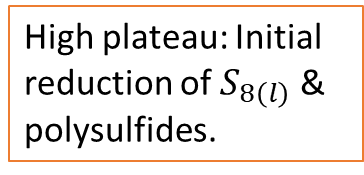 High plateau: Initial
reduction of S8(l) &
polysulfides.